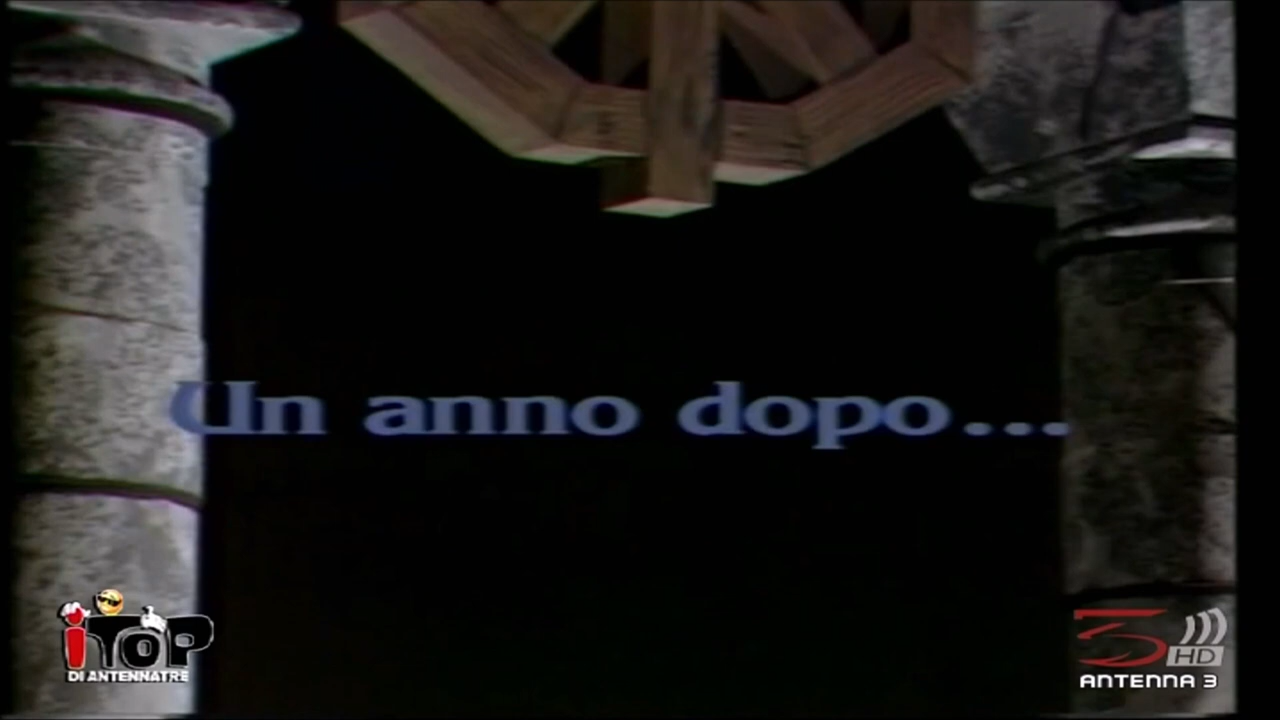 Un anno dopo...
iTOP
DI ANTENNATRE
3
HD
ANTENNA 3